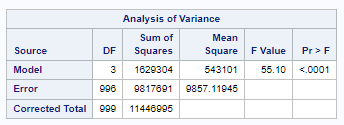 Analysis of Variance
Source DF Sum of Squares Mean Square F Value Pr > F
Model 3 1629304 543101 55.10 <.0001
Error 996 9817691 9857.11945
Corrected Total 999 11446995